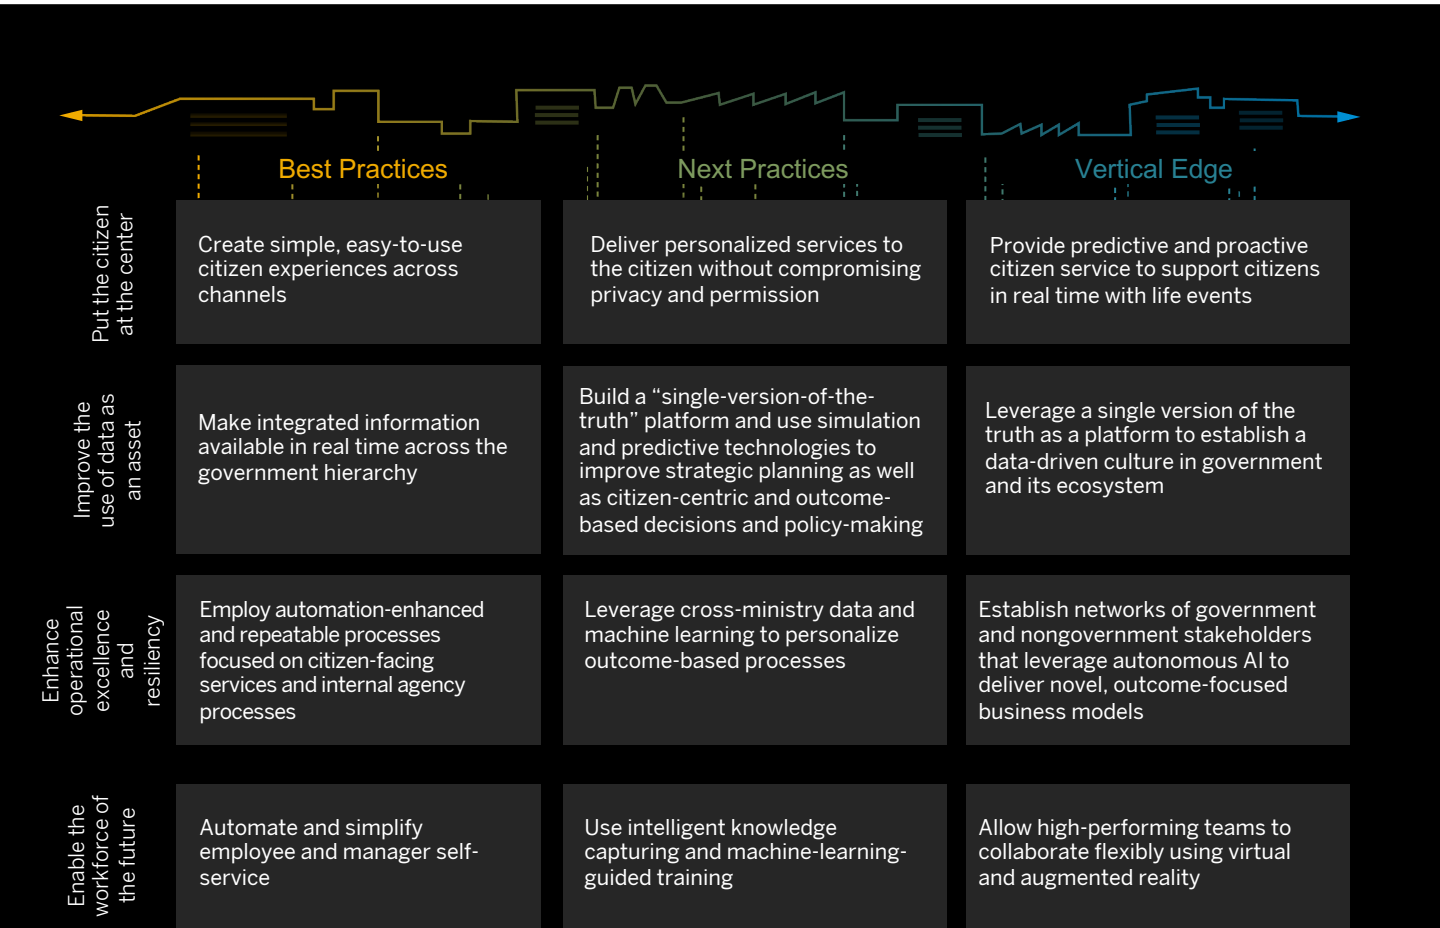 Best Practices
Next Practices
Vertical Edge
Put the citizen
at the center
Create simple, easy-to-use
citizen experiences across
channels
Deliver personalized services to
the citizen without compromising
privacy and permission
Provide predictive and proactive
citizen service to support citizens
in real time with life events
Improve the
use of data as
an asset
Make integrated information
available in real time across the
government hierarchy
Build a “single-version-of-the-
truth” platform and use simulation
and predictive technologies to
improve strategic planning as well
as citizen-centric and outcome-
based decisions and policy-making
Leverage a single version of the
truth as a platform to establish a
data-driven culture in government
and its ecosystem
Enhance
operational
excellence
and
resiliency
Employ automation-enhanced
and repeatable processes
focused on citizen-facing
services and internal agency
processes
Leverage cross-ministry data and
machine learning to personalize
outcome-based processes
Establish networks of government
and nongovernment stakeholders
that leverage autonomous AI to
deliver novel, outcome-focused
business models
Enable the
workforce of
the future
Automate and simplify
employee and manager self-
service
Use intelligent knowledge
capturing and machine-learning-
guided training
Allow high-performing teams to
collaborate flexibly using virtual
and augmented reality